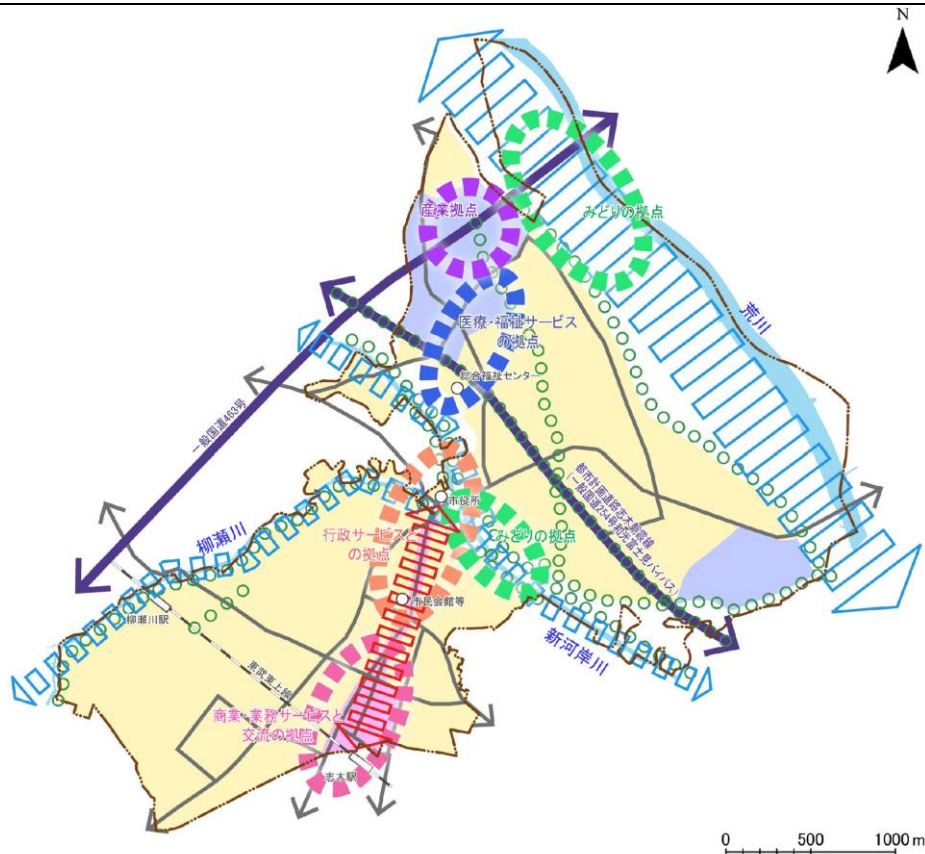 N
産業拠点
みどりの拠点
荒川
医療・福祉サービス
の拠点
総合福祉センター
一般国道463号
都市計画道路志木朝霞線
(一般国道254号和光富士見バイパス)
市役所
柳瀬川
行政サービスと
の拠点
みどりの拠点
市民会館等
柳瀬川駅
新河岸川
東武東上線
商業・業務サービスと
交流の拠点
志木駅
0 500 1000 m